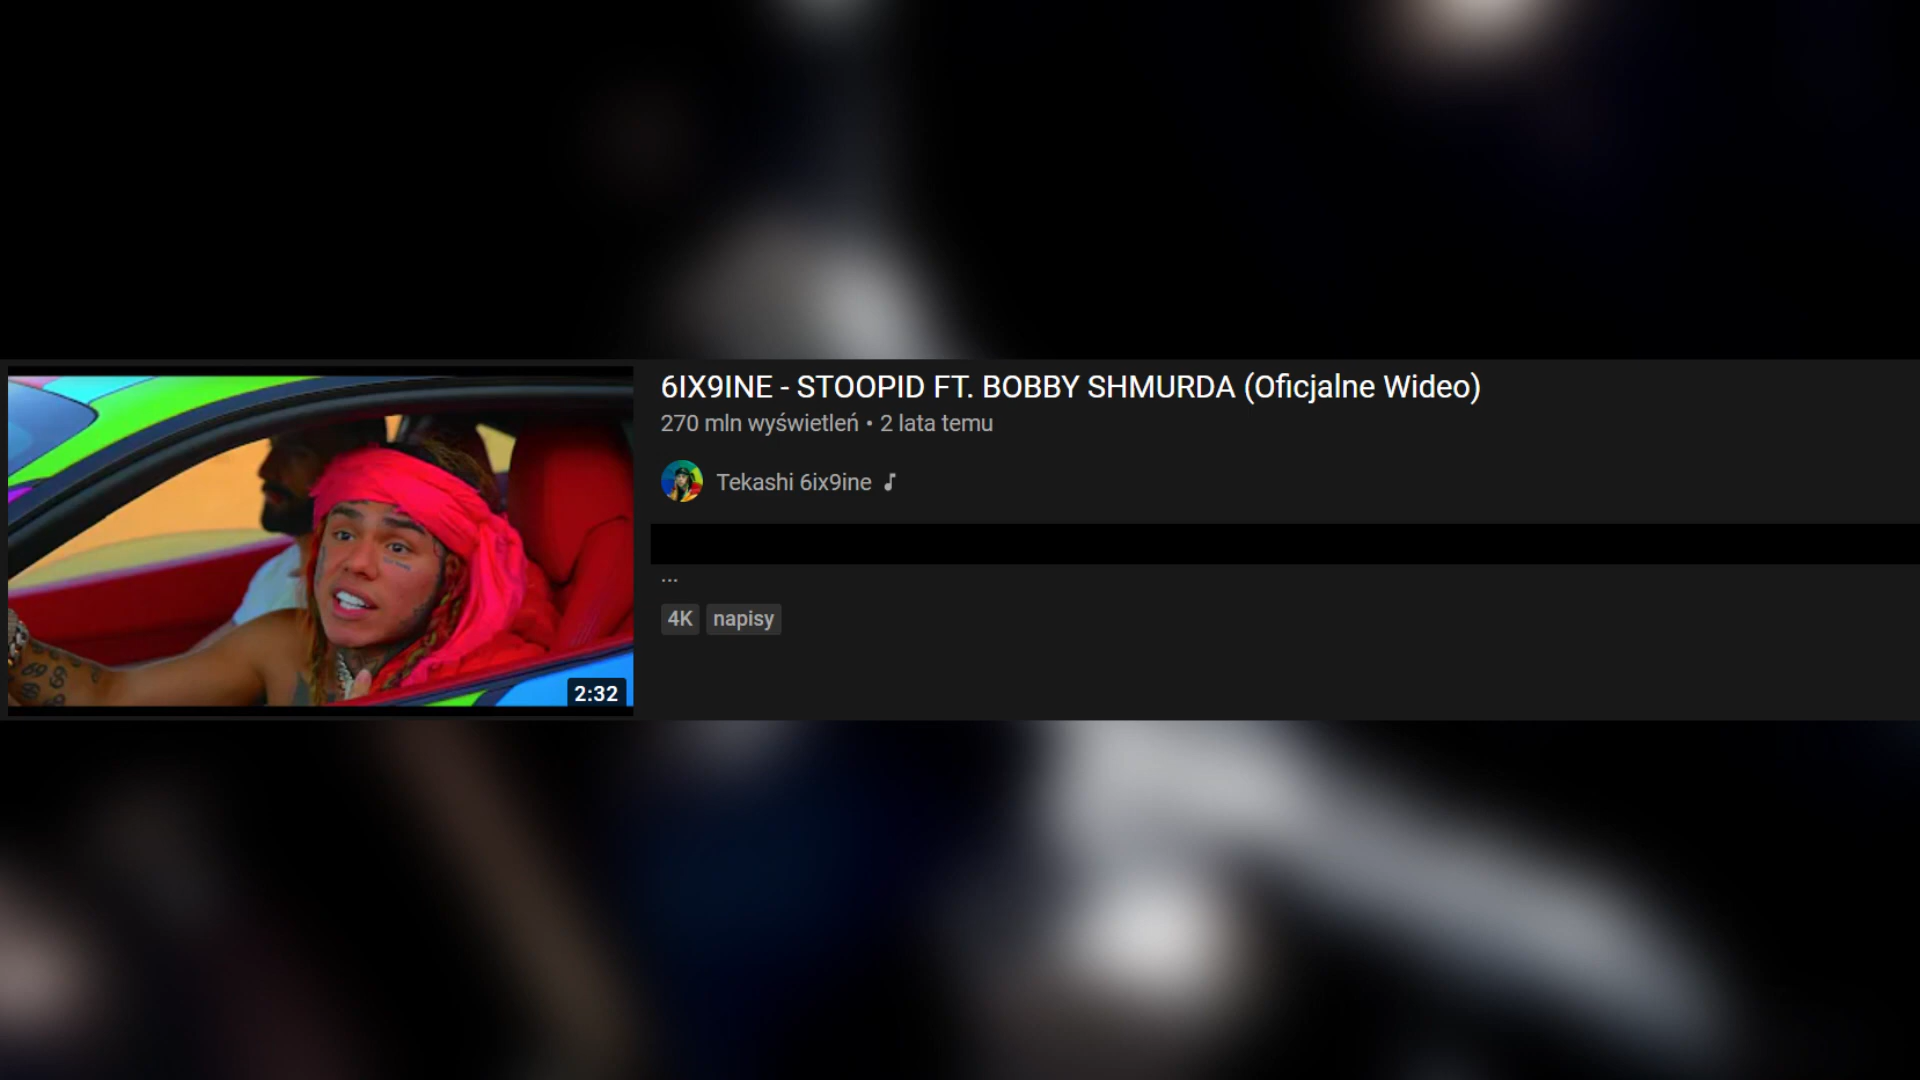 6IX9INE - STOOPID FT. BOBBY SHMURDA (Oficjalne Wideo)
270 mln wyświetleń • 2 lata temu
Tekashi 6ix9ine
...
4K napisy
2:32